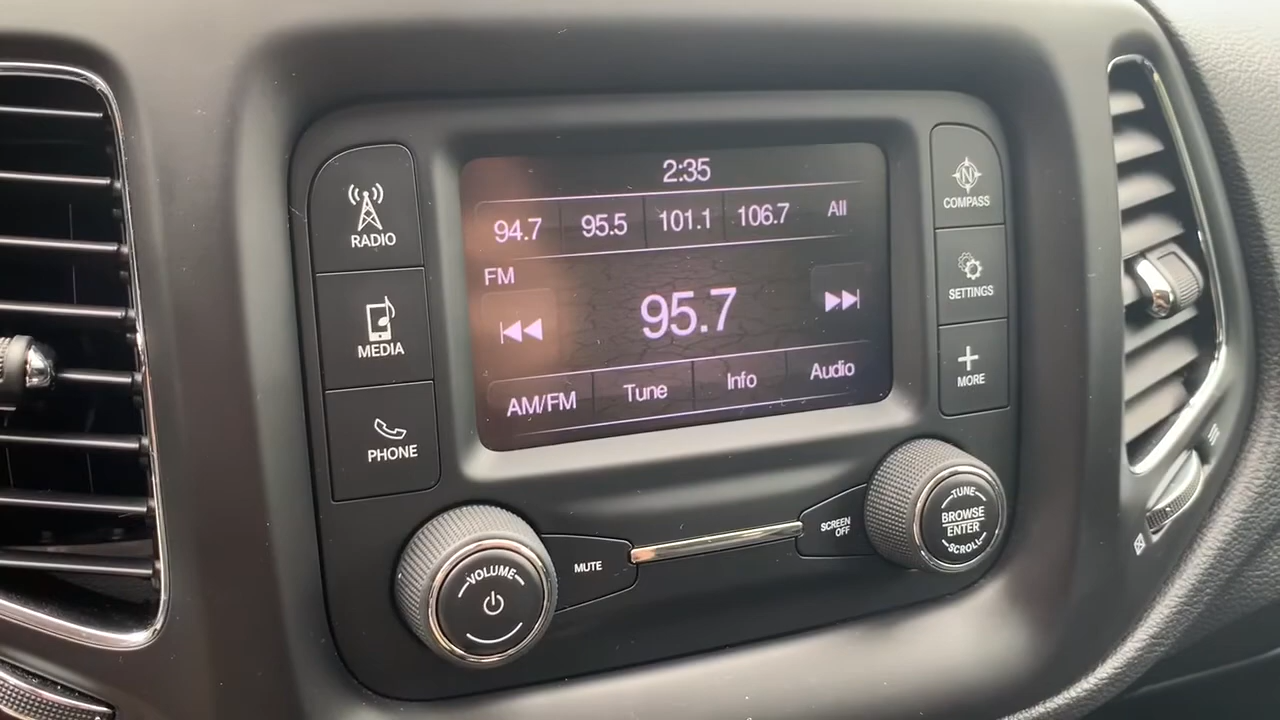 2:35
94.7 95.5 101.1 106.7 All
FM
95.7
AM/FM Tune Info Audio
RADIO
MEDIA
PHONE
N
COMPASS
SETTINGS
MORE
VOLUME
MUTE
SCREEN
OFF
TUNE
BROWSE
ENTER
SCROLL